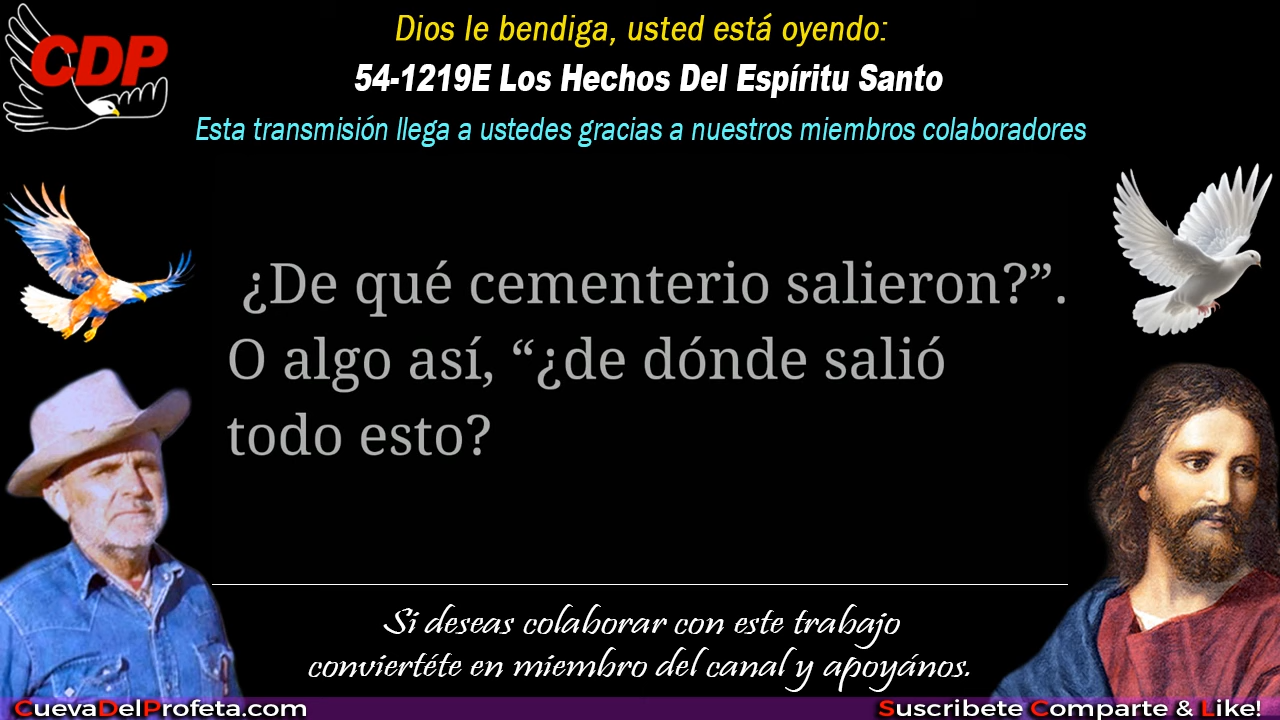 CDP
Dios le bendiga, usted está oyendo:
54-1219E Los Hechos Del Espíritu Santo
Esta transmisión llega a ustedes gracias a nuestros miembros colaboradores
¿De qué cementerio salieron?”.
O algo así, “¿de dónde salió
todo esto?
Si deseas colaborar con este trabajo
conviertéte en miembro del canal y apoyános.
CuevaDelProfeta.com
Suscribete Comparte & Like!